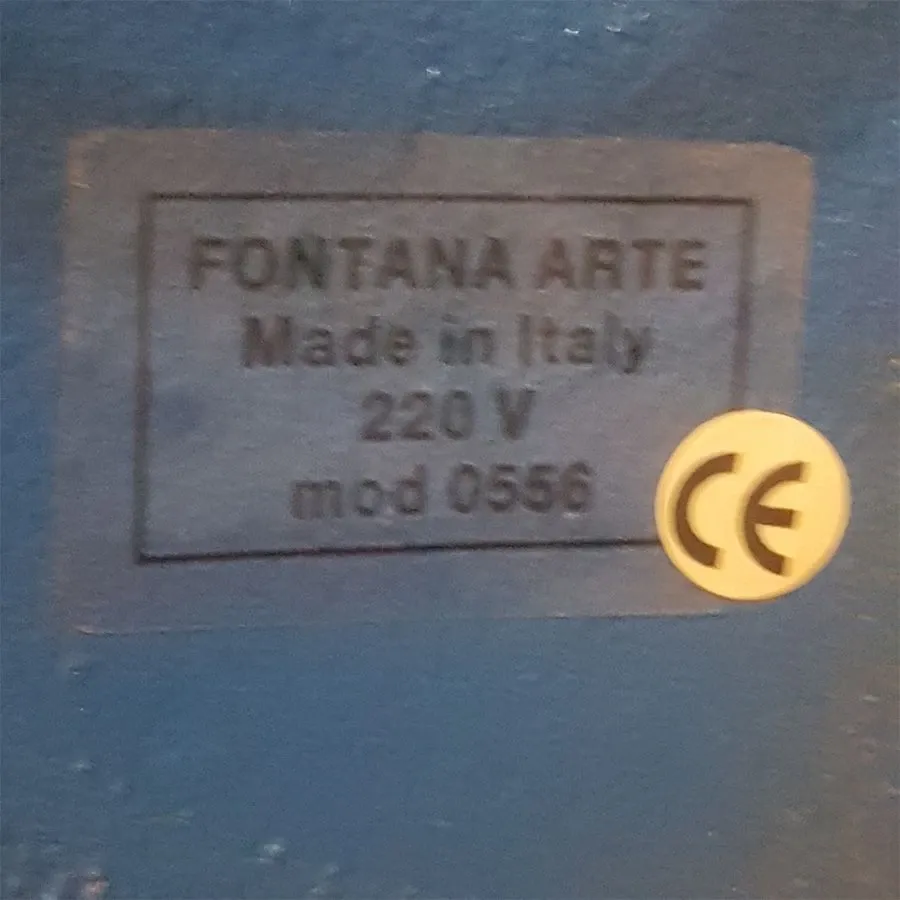 FONTANA ARTE
Made in Italy
220 V
mod 0556
CE